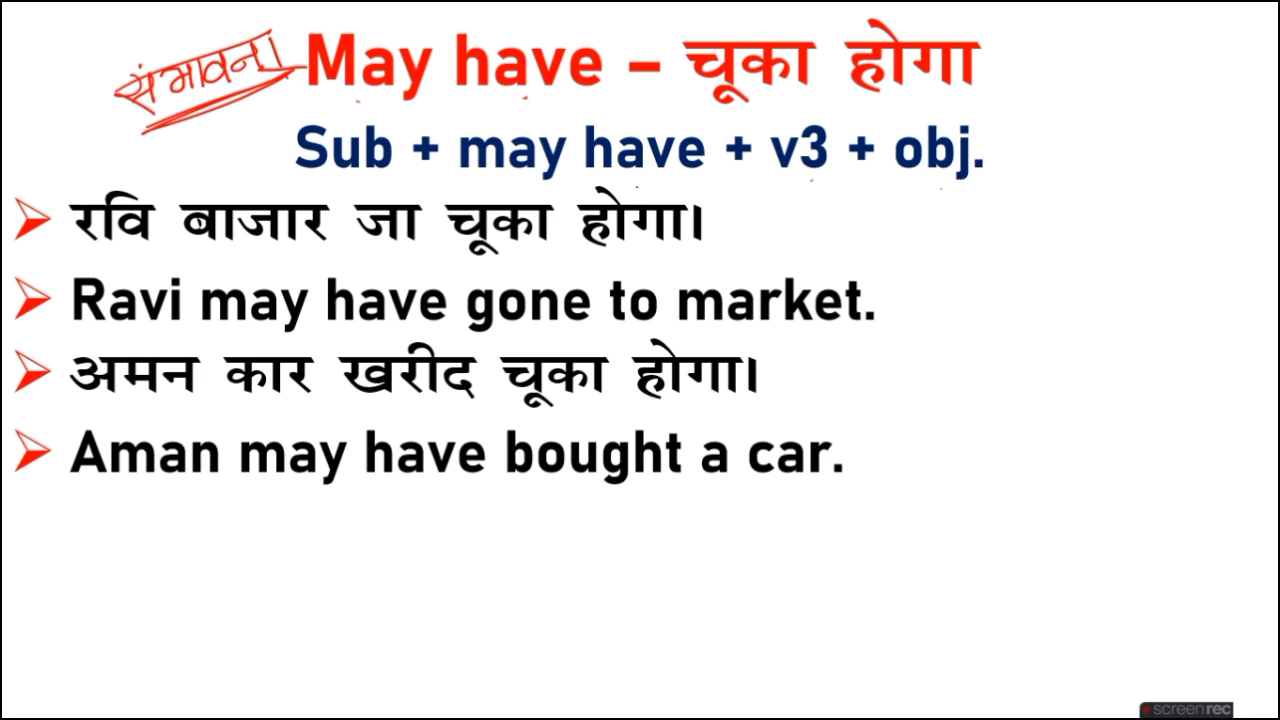 संभावना May have – चूका होगा
Sub + may have + v3 + obj.
रवि बाजार जा चूका होगा।
Ravi may have gone to market.
अमन कार खरीद चूका होगा।
Aman may have bought a car.
screenrec